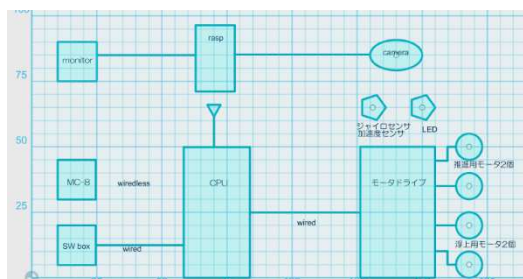 100
rasp
monitor
camera
75
ジャイロセンサ
加速度センサ
LED
50
推進用モータ2個
MC-B
wiredless
CPU
モータドライブ
25
wired
浮上用モータ2個
SW box
wired
0